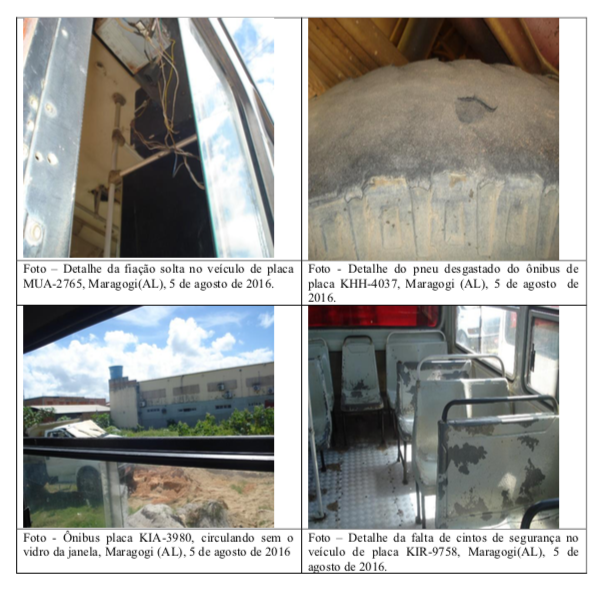 Foto – Detalhe da fiação solta no veículo de placa
MUA-2765, Maragogi(AL), 5 de agosto de 2016.
Foto - Detalhe do pneu desgastado do ônibus de
placa KHH-4037, Maragogi (AL), 5 de agosto de
2016.
Foto - Ônibus placa KIA-3980, circulando sem o
vidro da janela, Maragogi (AL), 5 de agosto de 2016
Foto – Detalhe da falta de cintos de segurança no
veículo de placa KIR-9758, Maragogi(AL), 5 de
agosto de 2016.